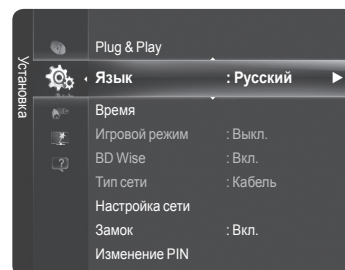 Установка
Plug & Play
Язык : Русский
Время
Игровой режим : Выкл.
BD Wise : Вкл.
Тип сети : Кабель
Настройка сети
Замок : Вкл.
Изменение PIN